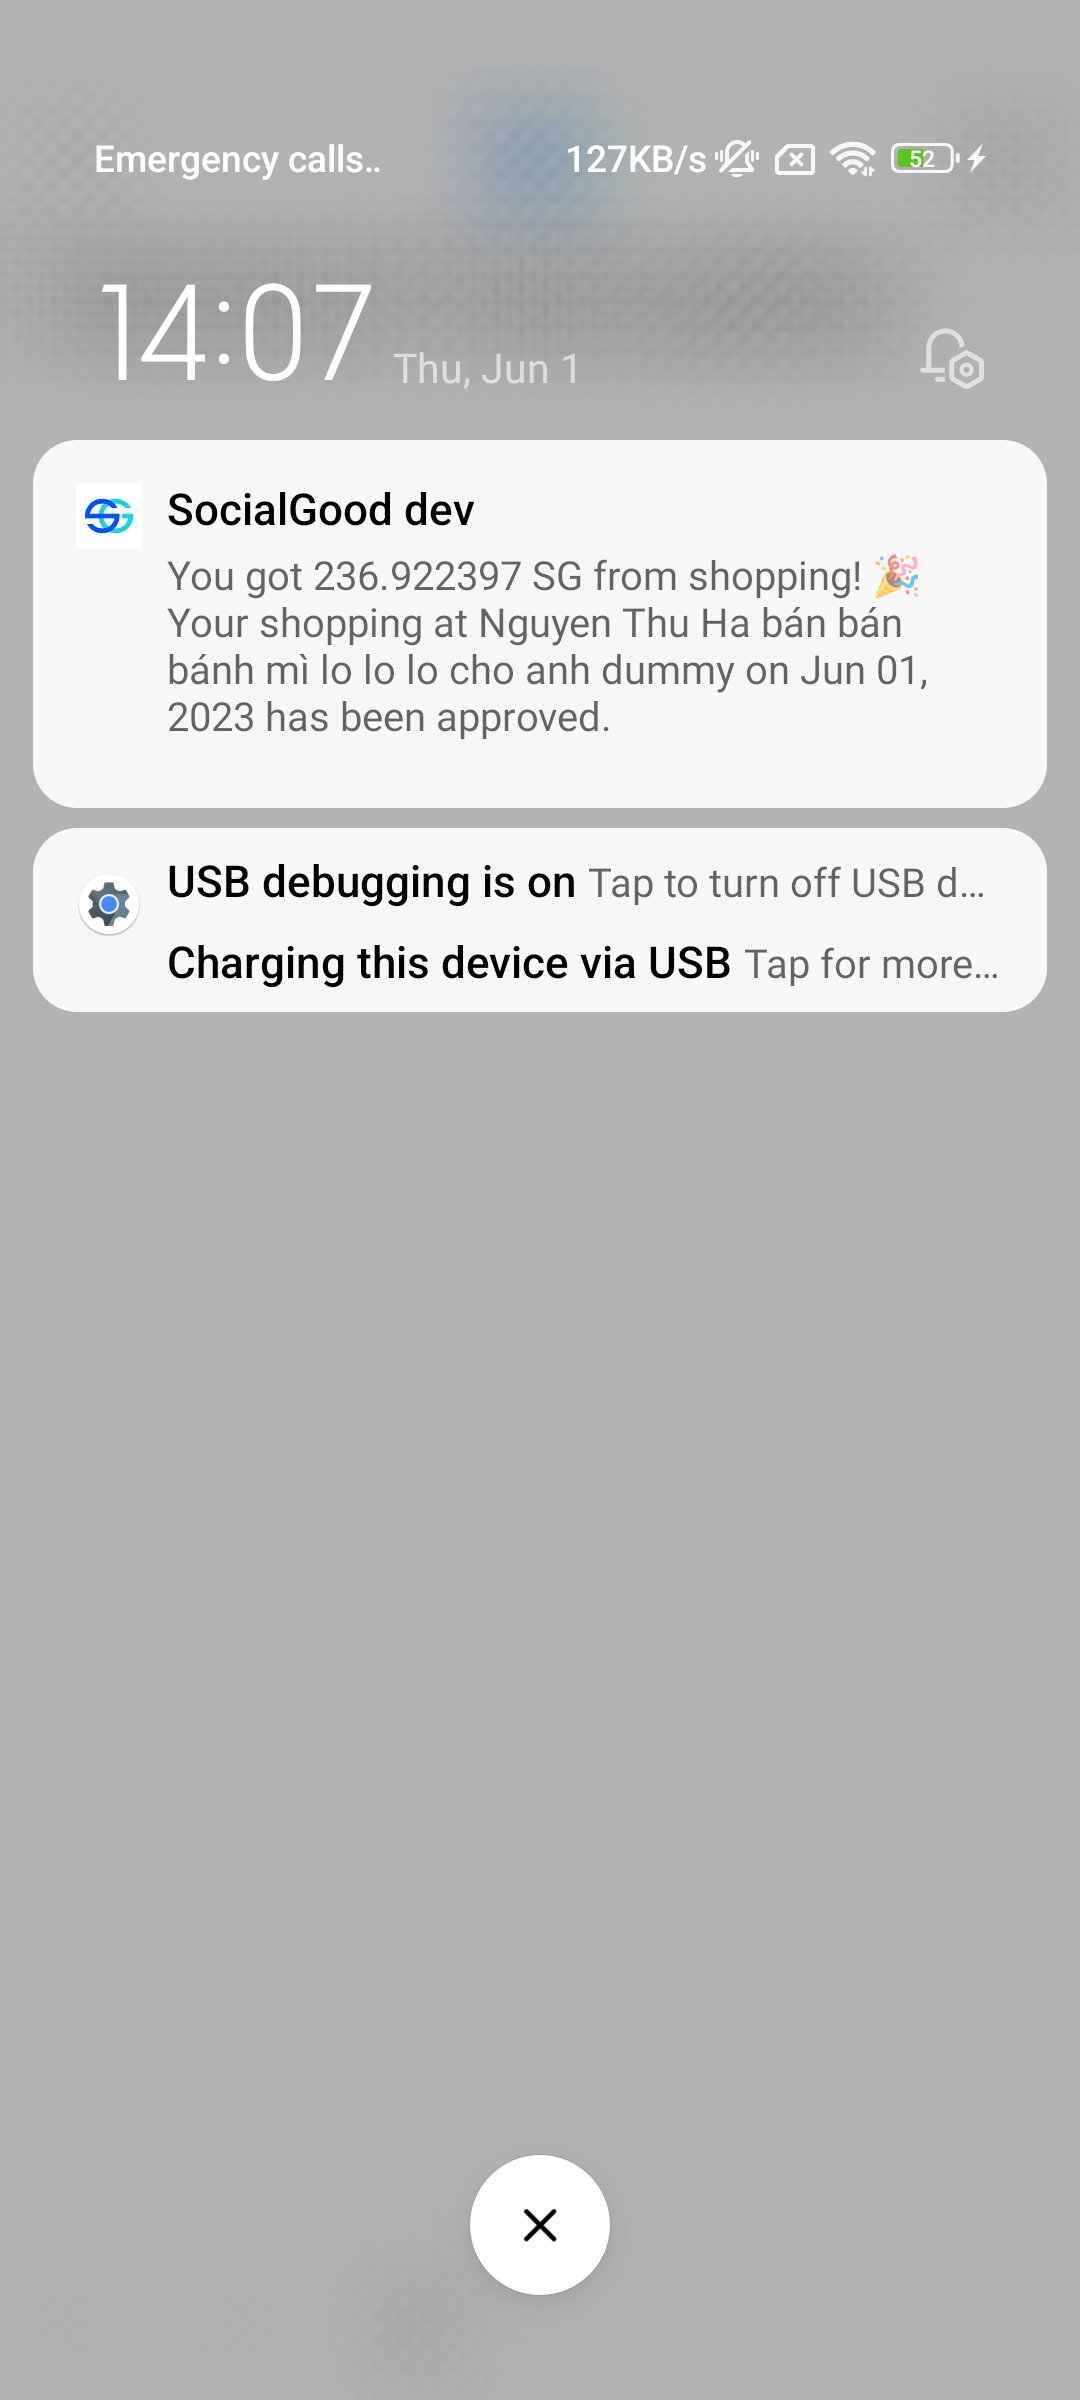 Emergency calls.. 127KB/s 52
14:07 Thu, Jun 1
SocialGood dev
You got 236.922397 SG from shopping! 🎉
Your shopping at Nguyen Thu Ha bán bán
bánh mì lo lo lo cho anh dummy on Jun 01,
2023 has been approved.
USB debugging is on Tap to turn off USB d...
Charging this device via USB Tap for more...